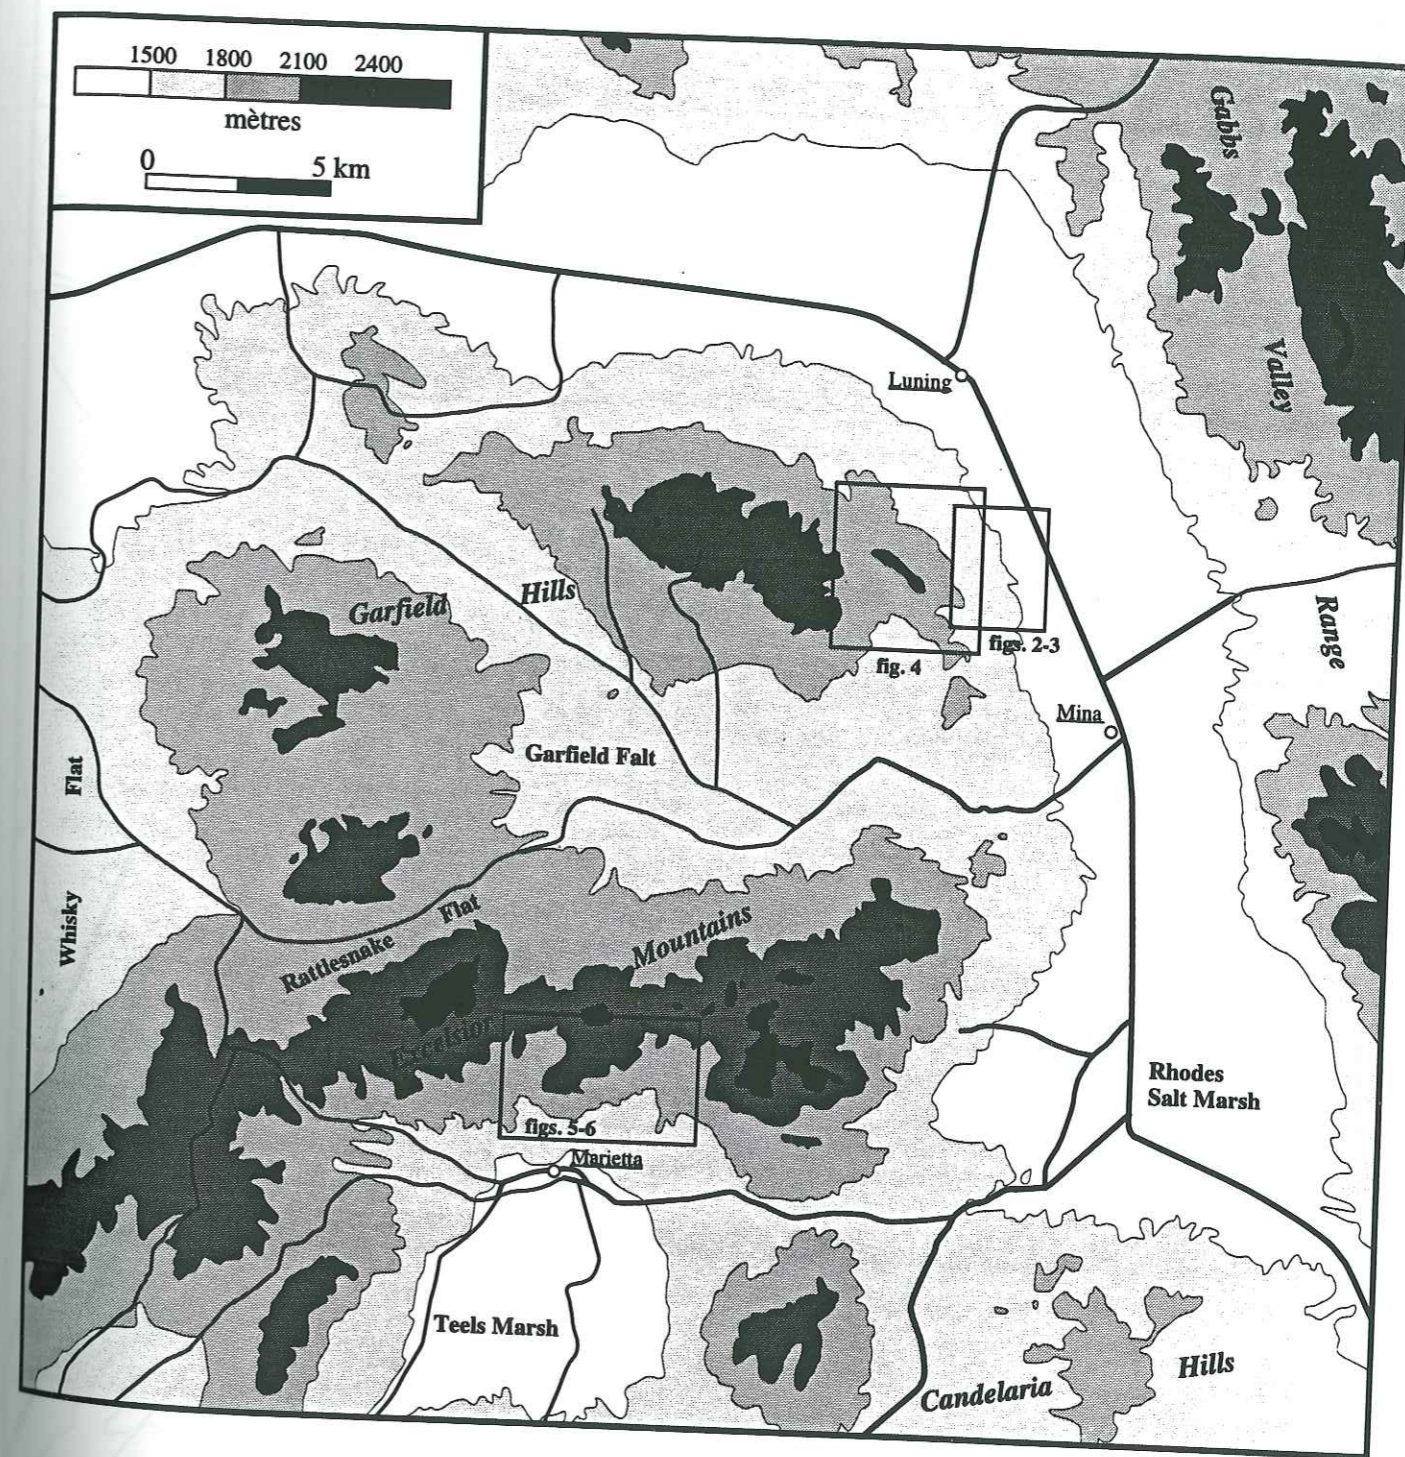 1500 1800 2100 2400
mètres
0 5 km
Gabbs
Valley
Range
Luning
Hills
Garfield
figs. 2-3
fig. 4
Mina
Garfield Falt
Flat
Whisky
Rattlesnake Flat
Mountains
Excelsior
Rhodes
Salt Marsh
figs. 5-6
Marietta
Teels Marsh
Candelaria
Hills